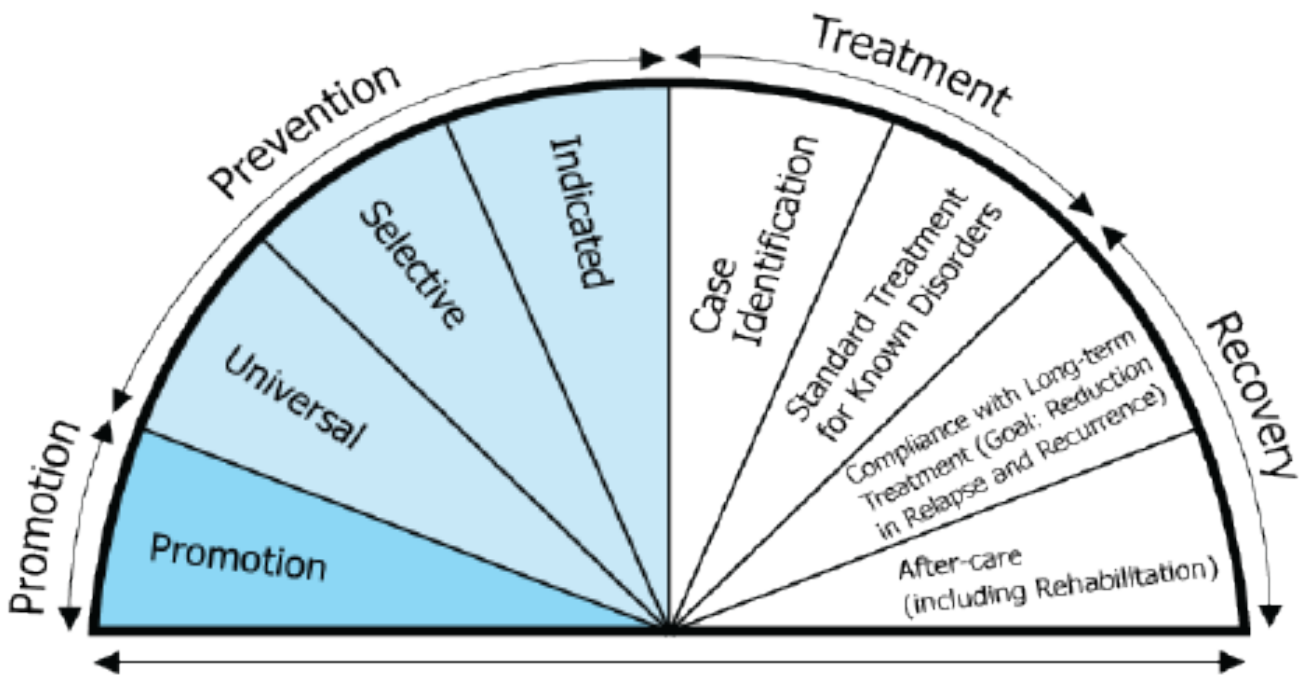 Promotion
Prevention
Treatment
Recovery
Promotion
Universal
Selective
Indicated
Case
Identification
Standard Treatment
for Known Disorders
Compliance with Long-term
Treatment (Goal: Reduction
in Relapse and Recurrence)
After-care
(including Rehabilitation)